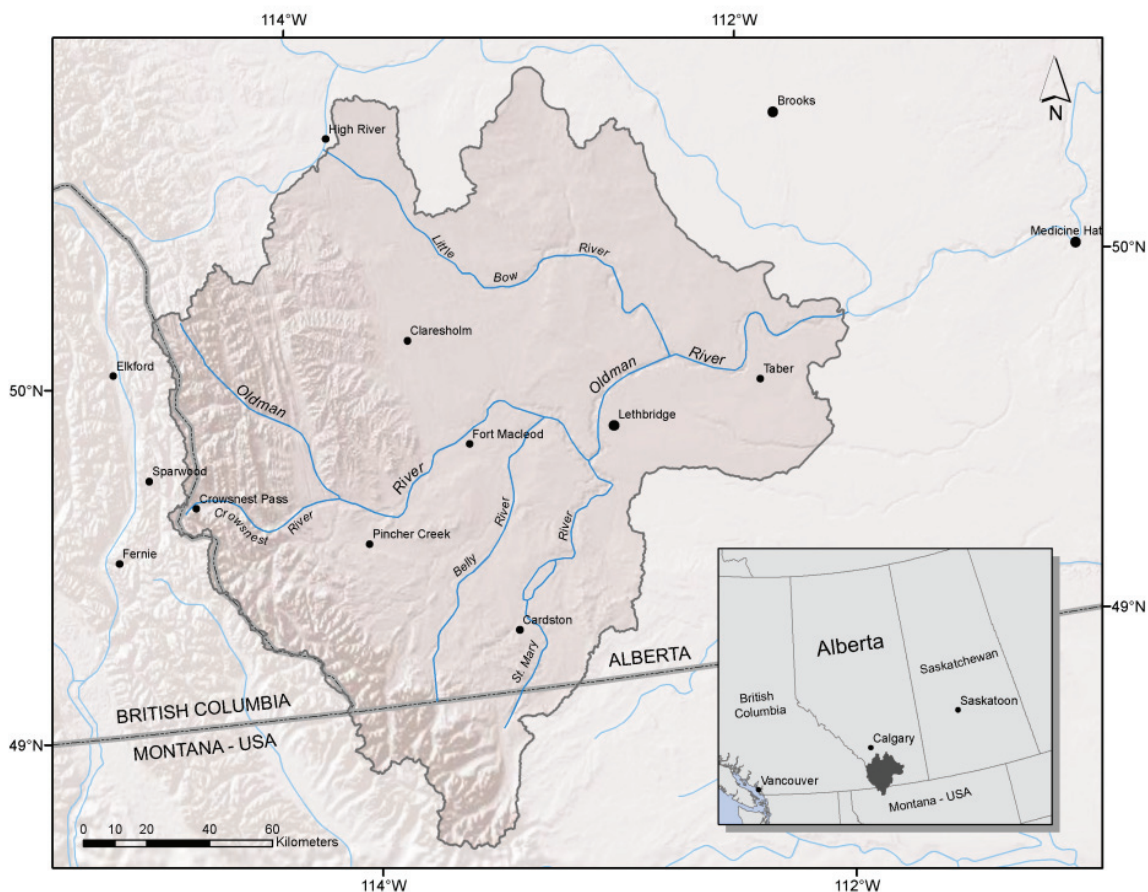 114°W
112°W
N
Brooks
High River
Medicine Hat
50°N
Little
Bow
River
Claresholm
Elkford
Oldman
River
Taber
50°N
Oldman
Lethbridge
Fort Macleod
River
Sparwood
Crowsnest Pass
Crowsnest
River
River
River
Pincher Creek
Fernie
Belly
Cardston
St. Mary
49°N
ALBERTA
BRITISH COLUMBIA
MONTANA - USA
49°N
Alberta
Saskatchewan
British
Columbia
Saskatoon
Calgary
Vancouver
Montana - USA
0 10 20 40 60
Kilometers
114°W
112°W